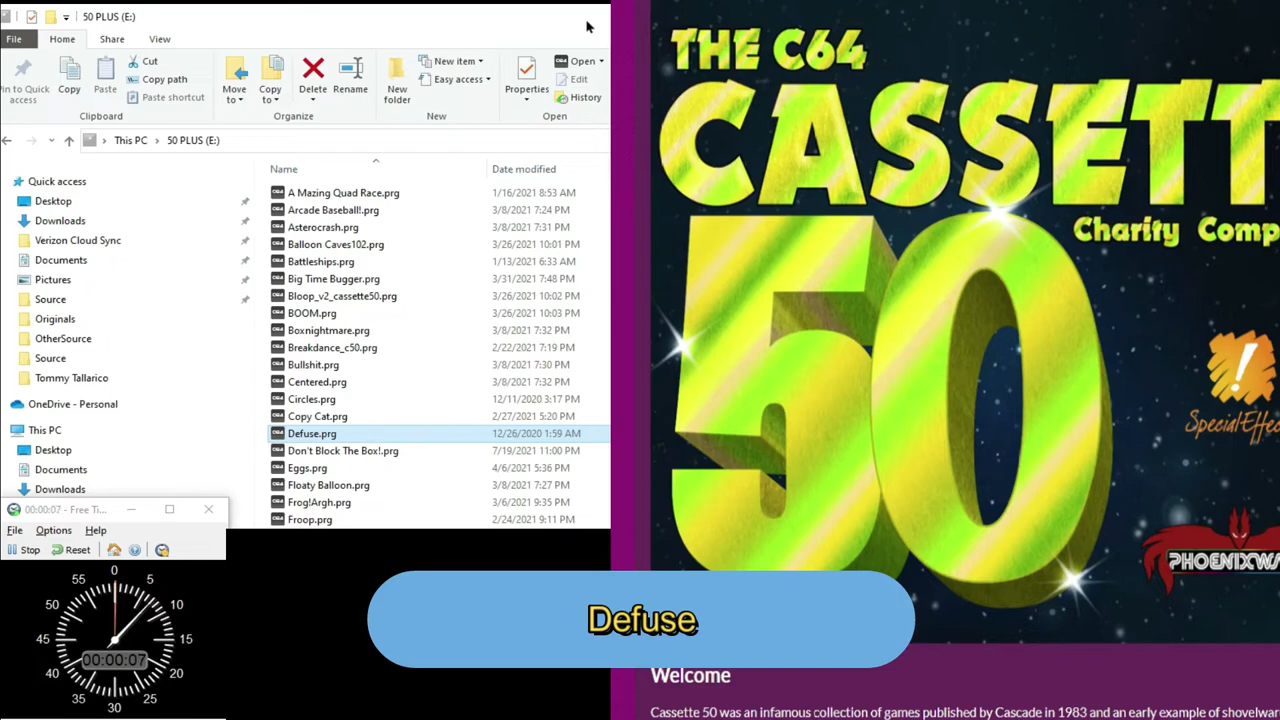 50 PLUS (E:)
File Home Share View
Pin to Quick access
Copy
Paste
Cut
Copy path
Paste shortcut
Clipboard
Move to
Copy to
Delete
Rename
Organize
New folder
New item
Easy access
New
Properties
Open
Edit
History
Open
This PC > 50 PLUS (E:)
Quick access
Desktop
Downloads
Verizon Cloud Sync
Documents
Pictures
Source
Originals
OtherSource
Source
Tommy Tallarico
OneDrive - Personal
This PC
Desktop
Documents
Downloads
Name Date modified
A Mazing Quad Race.prg 1/16/2021 8:53 AM
Arcade Baseball!.prg 3/8/2021 7:24 PM
Asterocrash.prg 3/8/2021 7:31 PM
Balloon Caves102.prg 3/26/2021 10:01 PM
Battleships.prg 1/13/2021 6:33 AM
Big Time Bugger.prg 3/31/2021 7:48 PM
Bloop_v2_cassette50.prg 3/26/2021 10:02 PM
BOOM.prg 3/26/2021 10:03 PM
Boxnightmare.prg 3/8/2021 7:32 PM
Breakdance_c50.prg 2/22/2021 7:19 PM
Bullshit.prg 3/8/2021 7:30 PM
Centered.prg 3/8/2021 7:32 PM
Circles.prg 12/11/2020 3:17 PM
Copy Cat.prg 2/27/2021 5:20 PM
Defuse.prg 12/26/2020 1:59 AM
Don't Block The Box!.prg 7/19/2021 11:00 PM
Eggs.prg 4/6/2021 5:36 PM
Floaty Balloon.prg 3/8/2021 7:27 PM
Frog!Argh.prg 3/6/2021 9:35 PM
Froop.prg 2/24/2021 9:11 PM
00:00:07 - Free Ti...
File Options Help
Stop Reset
0
5
10
15
20
25
30
35
40
45
50
55
00:00:07
THE C64
CASSETT
50
Charity Comp
SpecialEffec
PHOENIXWA
Defuse
Welcome
Cassette 50 was an infamous collection of games published by Cascade in 1983 and an early example of shovelwar